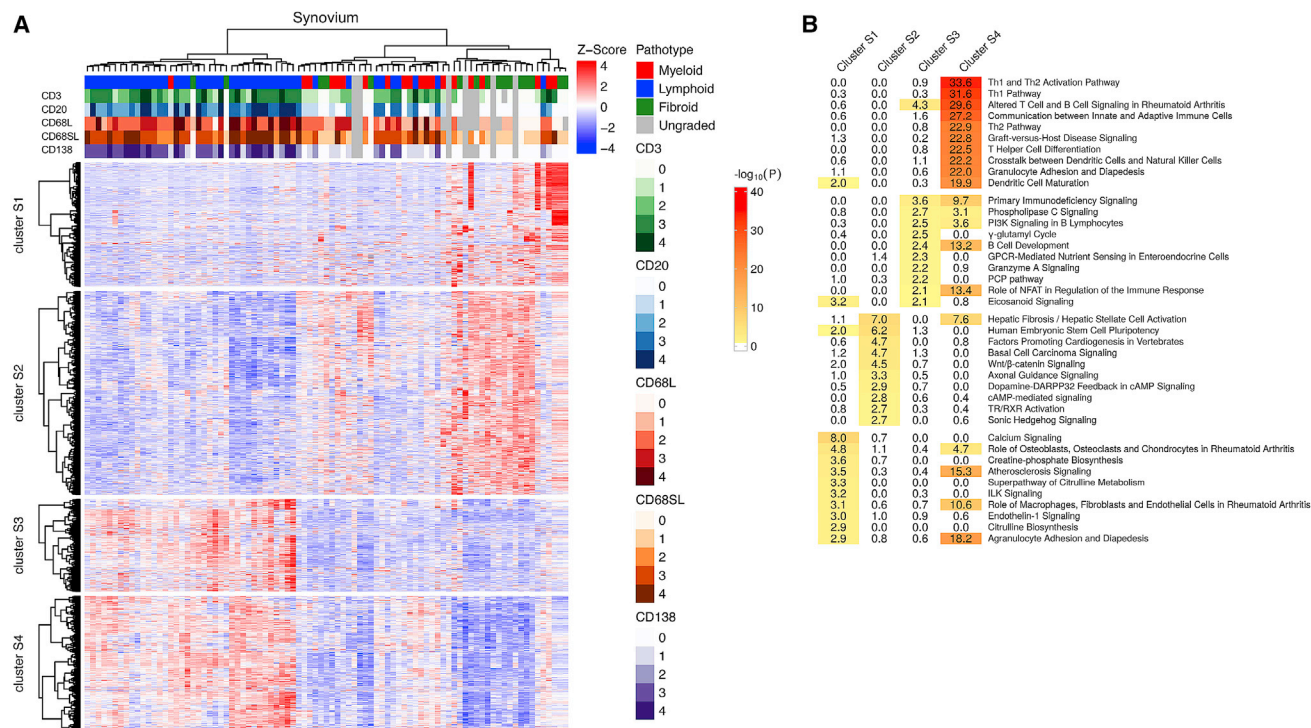 A
Synovium
CD3
CD20
CD68L
CD68SL
CD138
cluster S1
cluster S2
cluster S3
cluster S4
Z-Score
4
2
0
-2
-4
Pathotype
Myeloid
Lymphoid
Fibroid
Ungraded
CD3
0
1
2
3
4
CD20
0
1
2
3
4
CD68L
0
1
2
3
4
CD68SL
0
1
2
3
4
CD138
0
1
2
3
4
-log10(P)
40
30
20
10
0
B
Cluster S1 Cluster S2 Cluster S3 Cluster S4
0.0 0.0 0.9 33.6 Th1 and Th2 Activation Pathway
0.3 0.0 0.3 31.6 Th1 Pathway
0.6 0.0 4.3 29.6 Altered T Cell and B Cell Signaling in Rheumatoid Arthritis
0.6 0.0 1.6 27.2 Communication between Innate and Adaptive Immune Cells
0.0 0.0 0.8 22.9 Th2 Pathway
1.3 0.0 0.2 22.8 Graft-versus-Host Disease Signaling
0.0 0.0 0.8 22.5 T Helper Cell Differentiation
0.6 0.0 1.1 22.2 Crosstalk between Dendritic Cells and Natural Killer Cells
1.1 0.0 0.6 22.0 Granulocyte Adhesion and Diapedesis
2.0 0.0 0.3 19.9 Dendritic Cell Maturation
0.0 0.0 3.6 9.7 Primary Immunodeficiency Signaling
0.8 0.0 2.7 3.1 Phospholipase C Signaling
0.3 0.0 2.5 3.6 PI3K Signaling in B Lymphocytes
0.4 0.0 2.5 0.0 γ-glutamyl Cycle
0.0 0.0 2.4 13.2 B Cell Development
0.0 1.4 2.3 0.0 GPCR-Mediated Nutrient Sensing in Enteroendocrine Cells
0.0 0.0 2.2 0.9 Granzyme A Signaling
1.0 0.3 2.2 0.0 PCP pathway
0.0 0.0 2.1 13.4 Role of NFAT in Regulation of the Immune Response
3.2 0.0 2.1 0.8 Eicosanoid Signaling
1.1 7.0 0.0 7.6 Hepatic Fibrosis / Hepatic Stellate Cell Activation
2.0 6.2 1.3 0.0 Human Embryonic Stem Cell Pluripotency
0.6 4.7 0.0 0.8 Factors Promoting Cardiogenesis in Vertebrates
1.2 4.7 1.3 0.0 Basal Cell Carcinoma Signaling
2.0 4.5 0.7 0.0 Wnt/β-catenin Signaling
1.0 3.3 0.5 0.0 Axonal Guidance Signaling
0.5 2.9 0.7 0.0 Dopamine-DARPP32 Feedback in cAMP Signaling
0.0 2.8 0.6 0.4 cAMP-mediated signaling
0.8 2.7 0.3 0.4 TR/RXR Activation
0.0 2.7 0.0 0.6 Sonic Hedgehog Signaling
8.0 0.7 0.0 0.0 Calcium Signaling
4.8 1.1 0.4 4.7 Role of Osteoblasts, Osteoclasts and Chondrocytes in Rheumatoid Arthritis
3.6 0.7 0.0 0.0 Creatine-phosphate Biosynthesis
3.5 0.3 0.4 15.3 Atherosclerosis Signaling
3.3 0.0 0.0 0.0 Superpathway of Citrulline Metabolism
3.2 0.0 0.3 0.0 ILK Signaling
3.1 0.6 0.7 10.6 Role of Macrophages, Fibroblasts and Endothelial Cells in Rheumatoid Arthritis
3.0 1.0 0.9 0.6 Endothelin-1 Signaling
2.9 0.0 0.0 0.0 Citrulline Biosynthesis
2.9 0.8 0.6 18.2 Agranulocyte Adhesion and Diapedesis